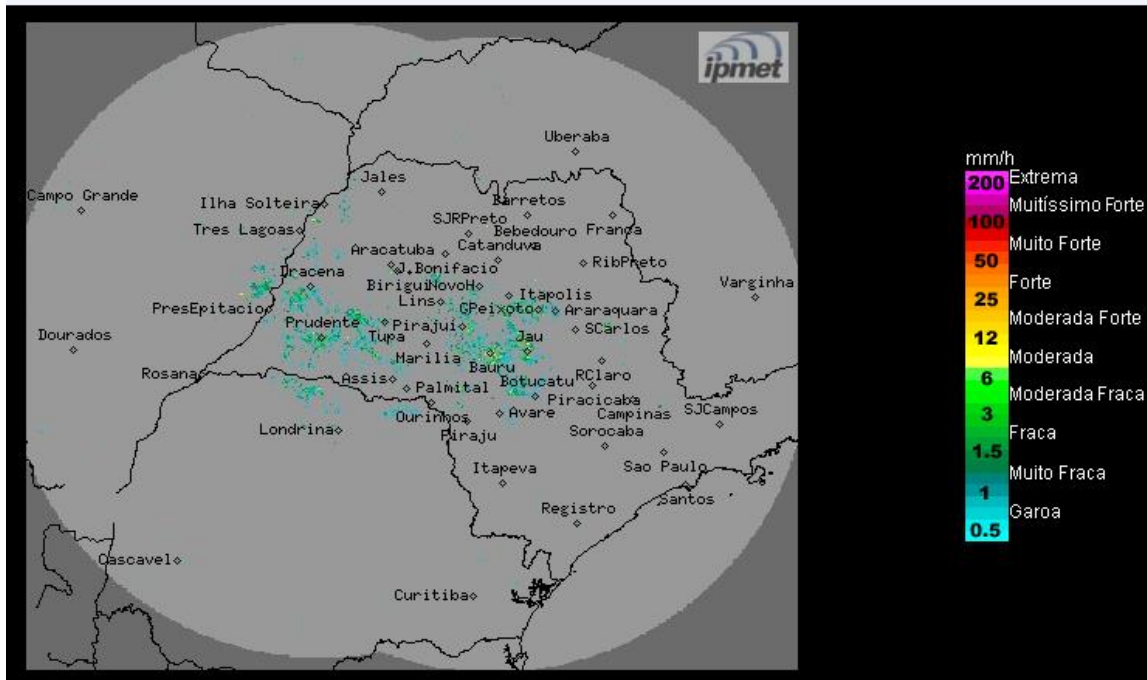 ipmet
Uberaba
Jales
Campo Grande
Ilha Solteira
Barretos
SJRPreto
Franca
Tres Lagoas
Bebedouro
Catanduva
Aracatuba
J.Bonifacio
RibPreto
Dracena
Birigui
NovoH
Varginha
Lins
Itapolis
PresEpitacio
GPeixoto
Araraquara
Prudente
Pirajui
SCarlos
Dourados
Tupa
Jau
Marilia
Bauru
Rosana
Assis
Botucatu
RClaro
Palmital
Piracicaba
Ourinhos
Avare
Campinas
SJCampos
Londrina
Piraju
Sorocaba
Itapeva
Sao Paulo
Santos
Registro
Cascavel
Curitiba
mm/h
200 Extrema
Muitíssimo Forte
100
Muito Forte
50
Forte
25
Moderada Forte
12
Moderada
6
Moderada Fraca
3
Fraca
1.5
Muito Fraca
1
Garoa
0.5